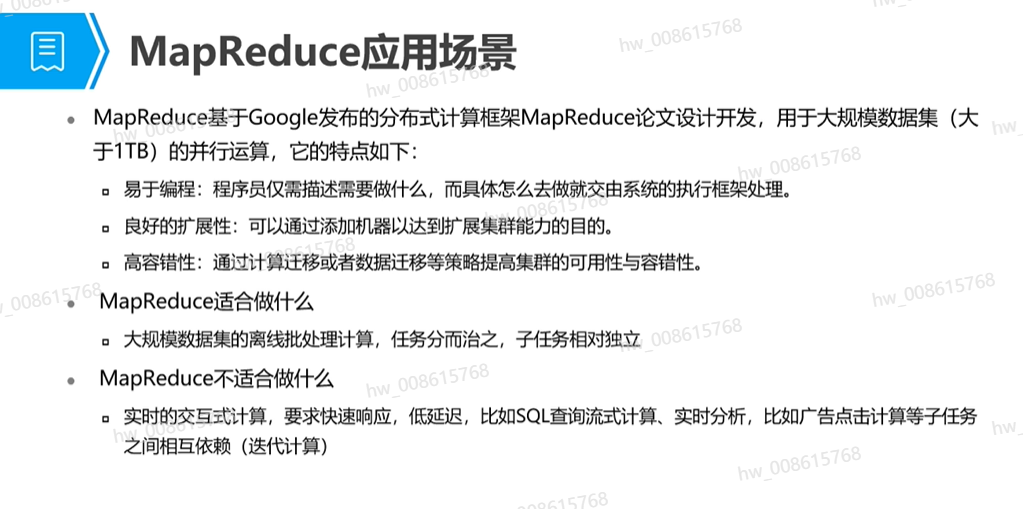 MapReduce应用场景
MapReduce基于Google发布的分布式计算框架MapReduce论文设计开发，用于大规模数据集（大
于1TB）的并行运算，它的特点如下：
易于编程：程序员仅需描述需要做什么，而具体怎么去做就交由系统的执行框架处理。
良好的扩展性：可以通过添加机器以达到扩展集群能力的目的。
高容错性：通过计算迁移或者数据迁移等策略提高集群的可用性与容错性。
MapReduce适合做什么
大规模数据集的离线批处理计算，任务分而治之，子任务相对独立
MapReduce不适合做什么
实时的交互式计算，要求快速响应，低延迟，比如SQL查询流式计算、实时分析，比如广告点击计算等子任务
之间相互依赖（迭代计算）
hw_008615768
hw_008615768
hw_008615768
hw_008615768
hw_008615768
hw_008615768
hw_008615768
hw_008615768
hw_008615768
hw_008615768
hw_008615768
hw_008615768